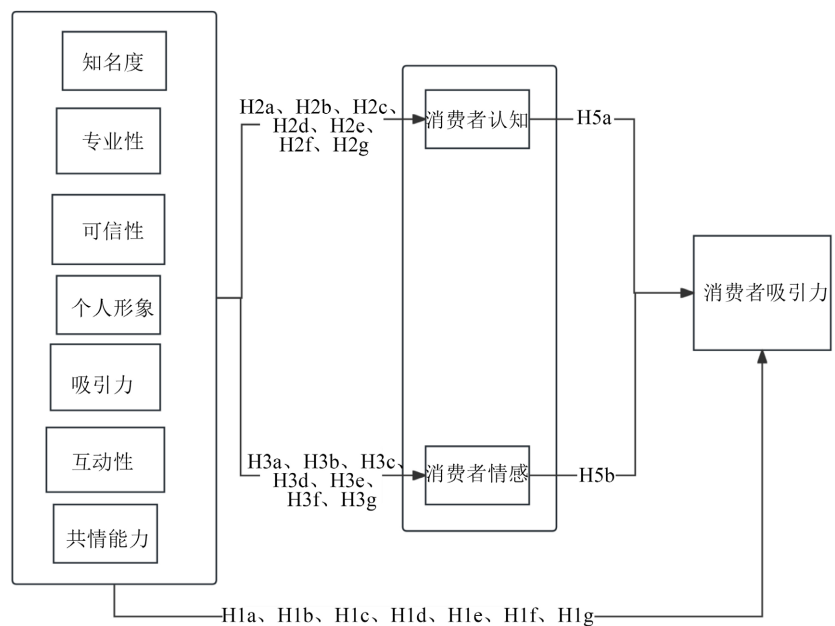 知名度
专业性
可信性
个人形象
吸引力
互动性
共情能力
H2a、H2b、H2c、
H2d、H2e、
H2f、H2g
H3a、H3b、H3c、
H3d、H3e、
H3f、H3g
消费者认知
消费者情感
H5a
H5b
消费者吸引力
H1a、H1b、H1c、H1d、H1e、H1f、H1g